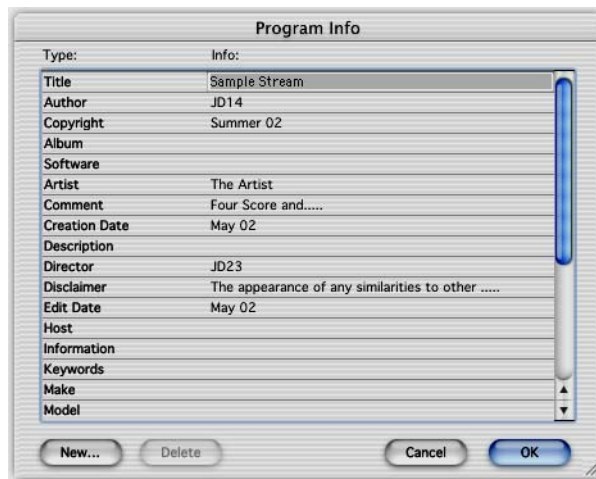 Program Info
Type: Info:
Title Sample Stream
Author JD14
Copyright Summer 02
Album
Software
Artist The Artist
Comment Four Score and.....
Creation Date May 02
Description
Director JD23
Disclaimer The appearance of any similarities to other .....
Edit Date May 02
Host
Information
Keywords
Make
Model
New... Delete Cancel OK